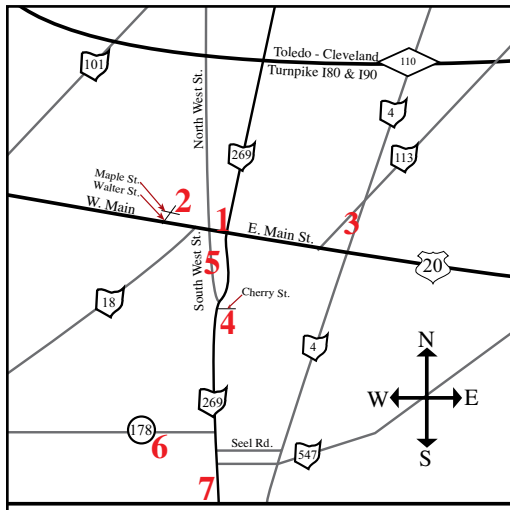 Toledo - Cleveland
Turnpike I80 & I90
110
101
4
North West St.
269
113
Maple St.
Walter St.
2
W. Main
1
E. Main St.
3
South West St.
5
20
18
Cherry St.
4
4
N
W
E
S
269
178
6
Seel Rd.
547
7